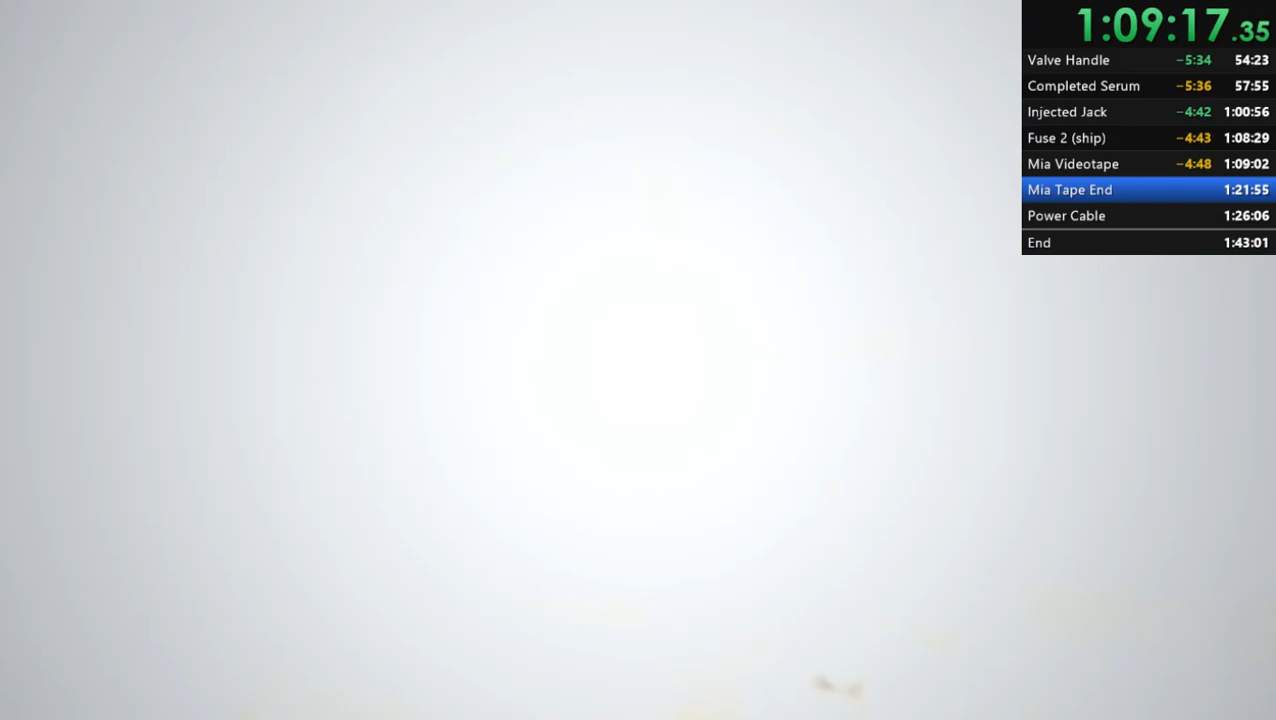 1:09:17.35
Valve Handle -5:34 54:23
Completed Serum -5:36 57:55
Injected Jack -4:42 1:00:56
Fuse 2 (ship) -4:43 1:08:29
Mia Videotape -4:48 1:09:02
Mia Tape End 1:21:55
Power Cable 1:26:06
End 1:43:01